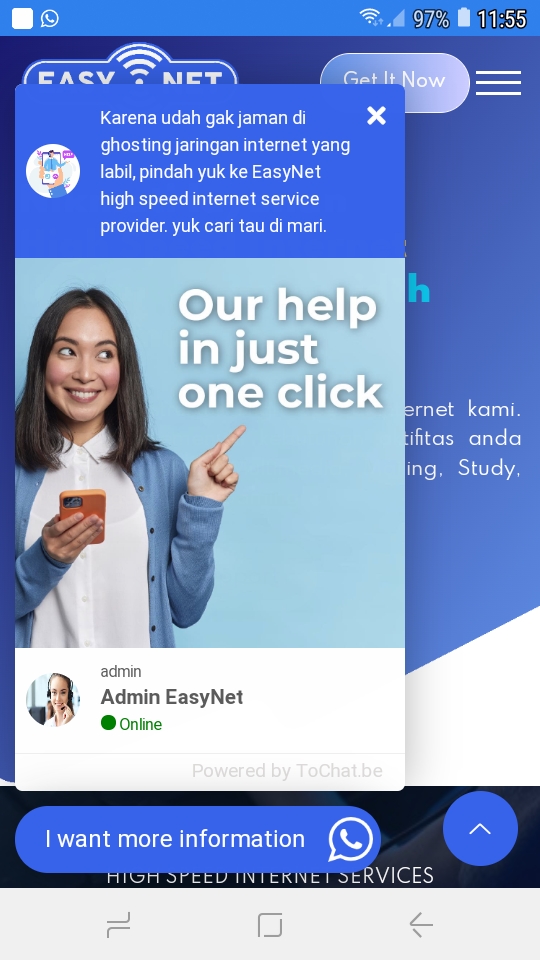 97% 11:55
EASY NET
Get It Now
Karena udah gak jaman di
ghosting jaringan internet yang
labil, pindah yuk ke EasyNet
high speed internet service
provider. yuk cari tau di mari.
h
Our help
in just
one click
ernet kami.
tifitas anda
ing, Study,
admin
Admin EasyNet
Online
Powered by ToChat.be
I want more information
HIGH SPEED INTERNET SERVICES